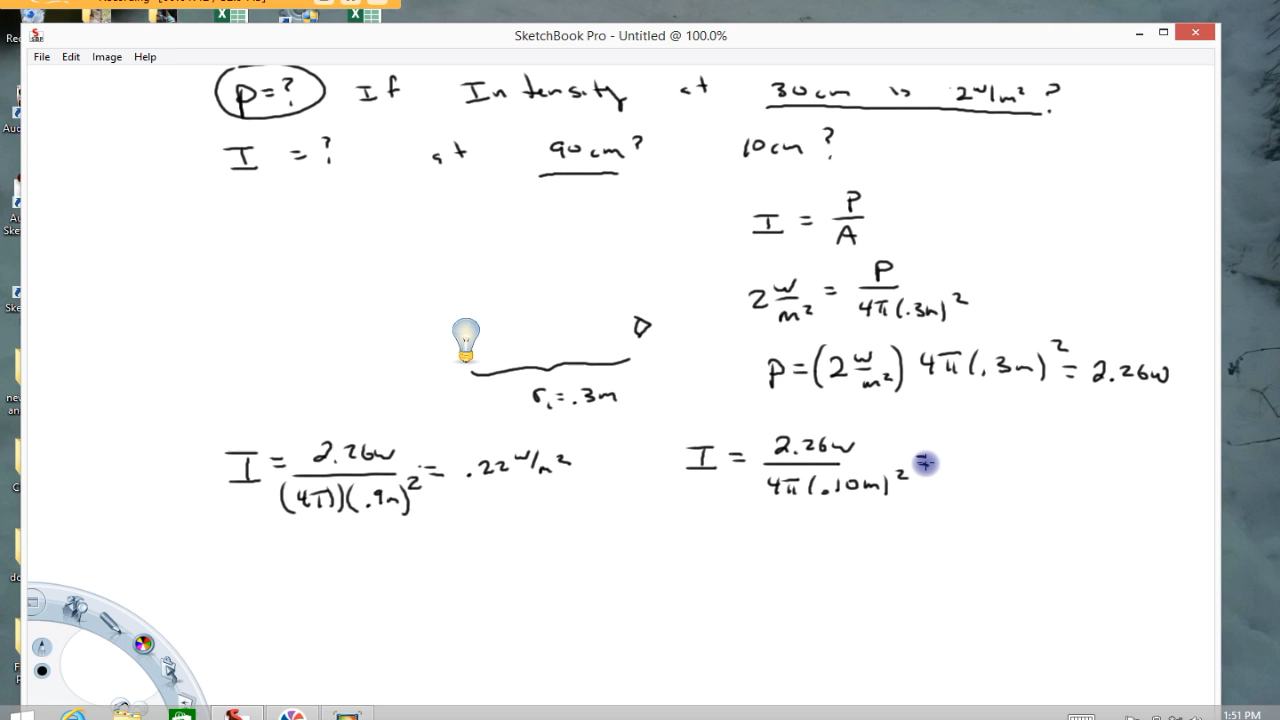 SketchBook Pro - Untitled @ 100.0%
File Edit Image Help
P=? If Intensity at 30cm is 2w/m²?
I = ? at 90cm? 10cm?
I = P/A
2 w/m² = P/4π(.3m)²
P=(2 w/m²) 4π(.3m)² = 2.26w
r₁=.3m
I = 2.26w/(4π)(.9m)² = .22 w/m²
I = 2.26w/4π(.10m)² =
1:51 PM